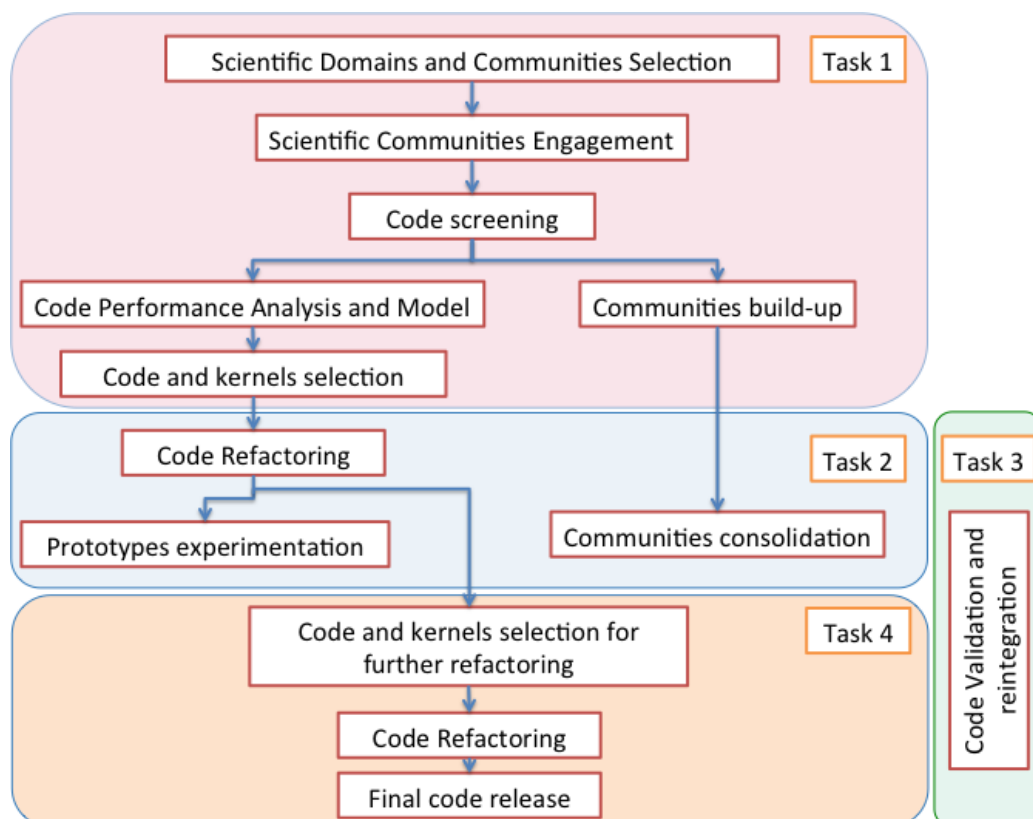 Scientific Domains and Communities Selection
Task 1
Scientific Communities Engagement
Code screening
Code Performance Analysis and Model
Communities build-up
Code and kernels selection
Code Refactoring
Task 2
Task 3
Prototypes experimentation
Communities consolidation
Code Validation and
reintegration
Code and kernels selection for
further refactoring
Task 4
Code Refactoring
Final code release